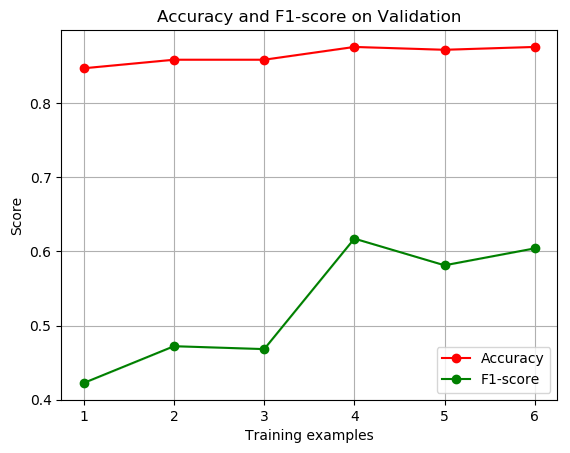 Accuracy and F1-score on Validation
Score
0.8
0.7
0.6
0.5
0.4
Accuracy
F1-score
1 2 3 4 5 6
Training examples